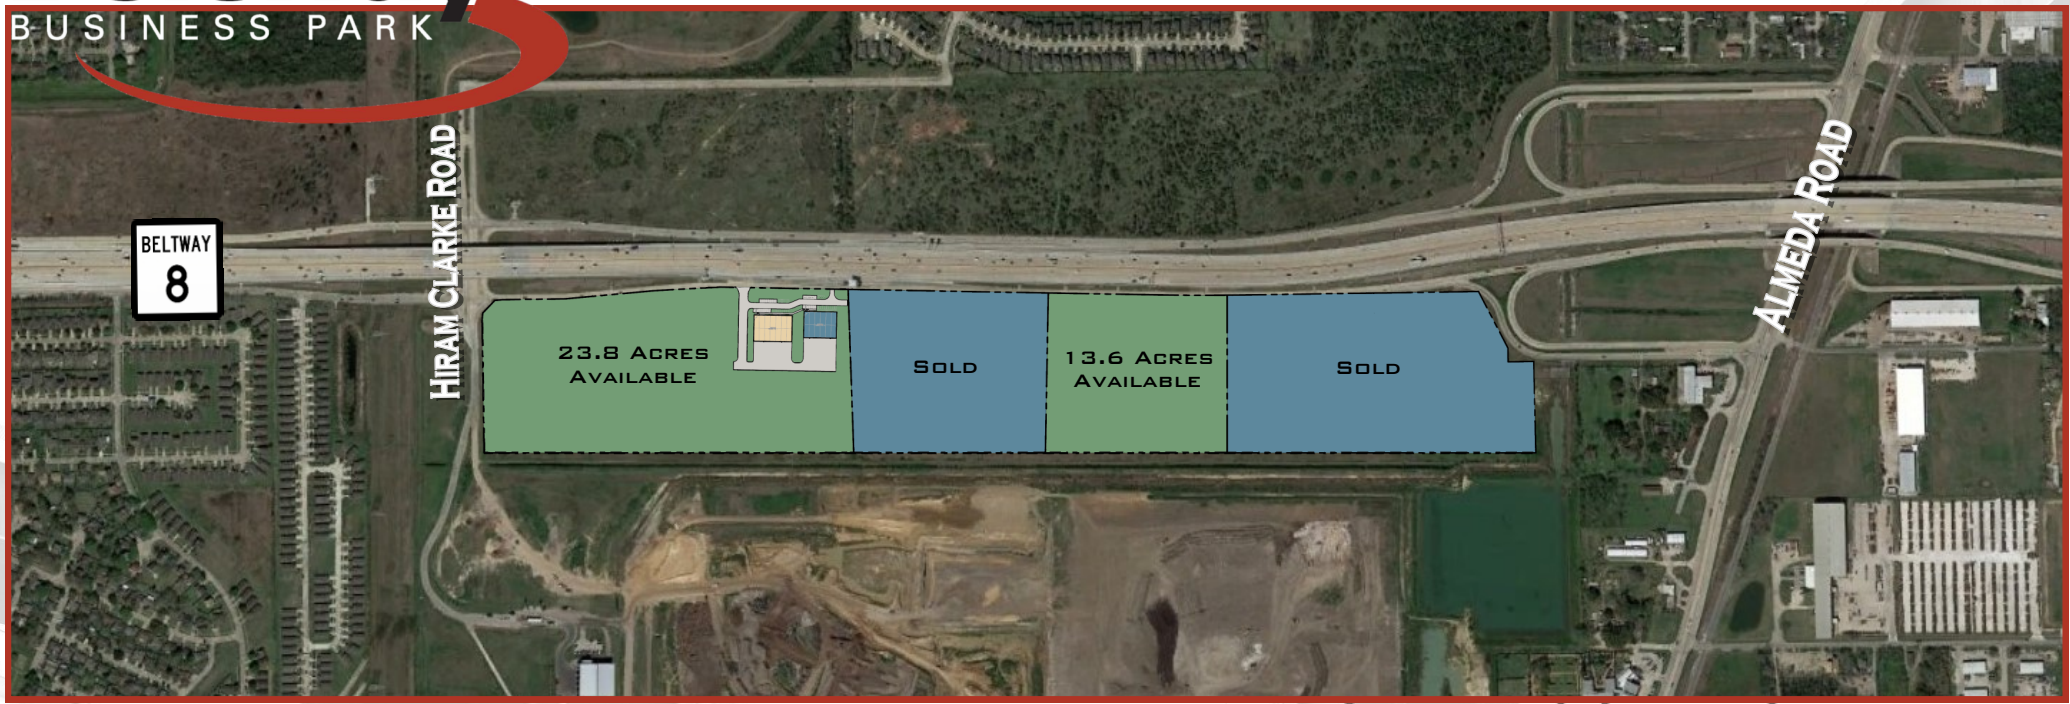 BUSINESS PARK
HIRAM CLARKE ROAD
BELTWAY
8
ALMEDA ROAD
23.8 ACRES
AVAILABLE
SOLD
13.6 ACRES
AVAILABLE
SOLD